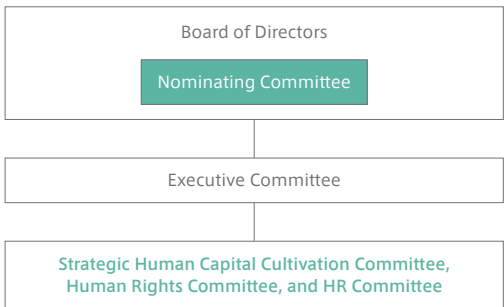 Board of Directors
Nominating Committee
Executive Committee
Strategic Human Capital Cultivation Committee,
Human Rights Committee, and HR Committee